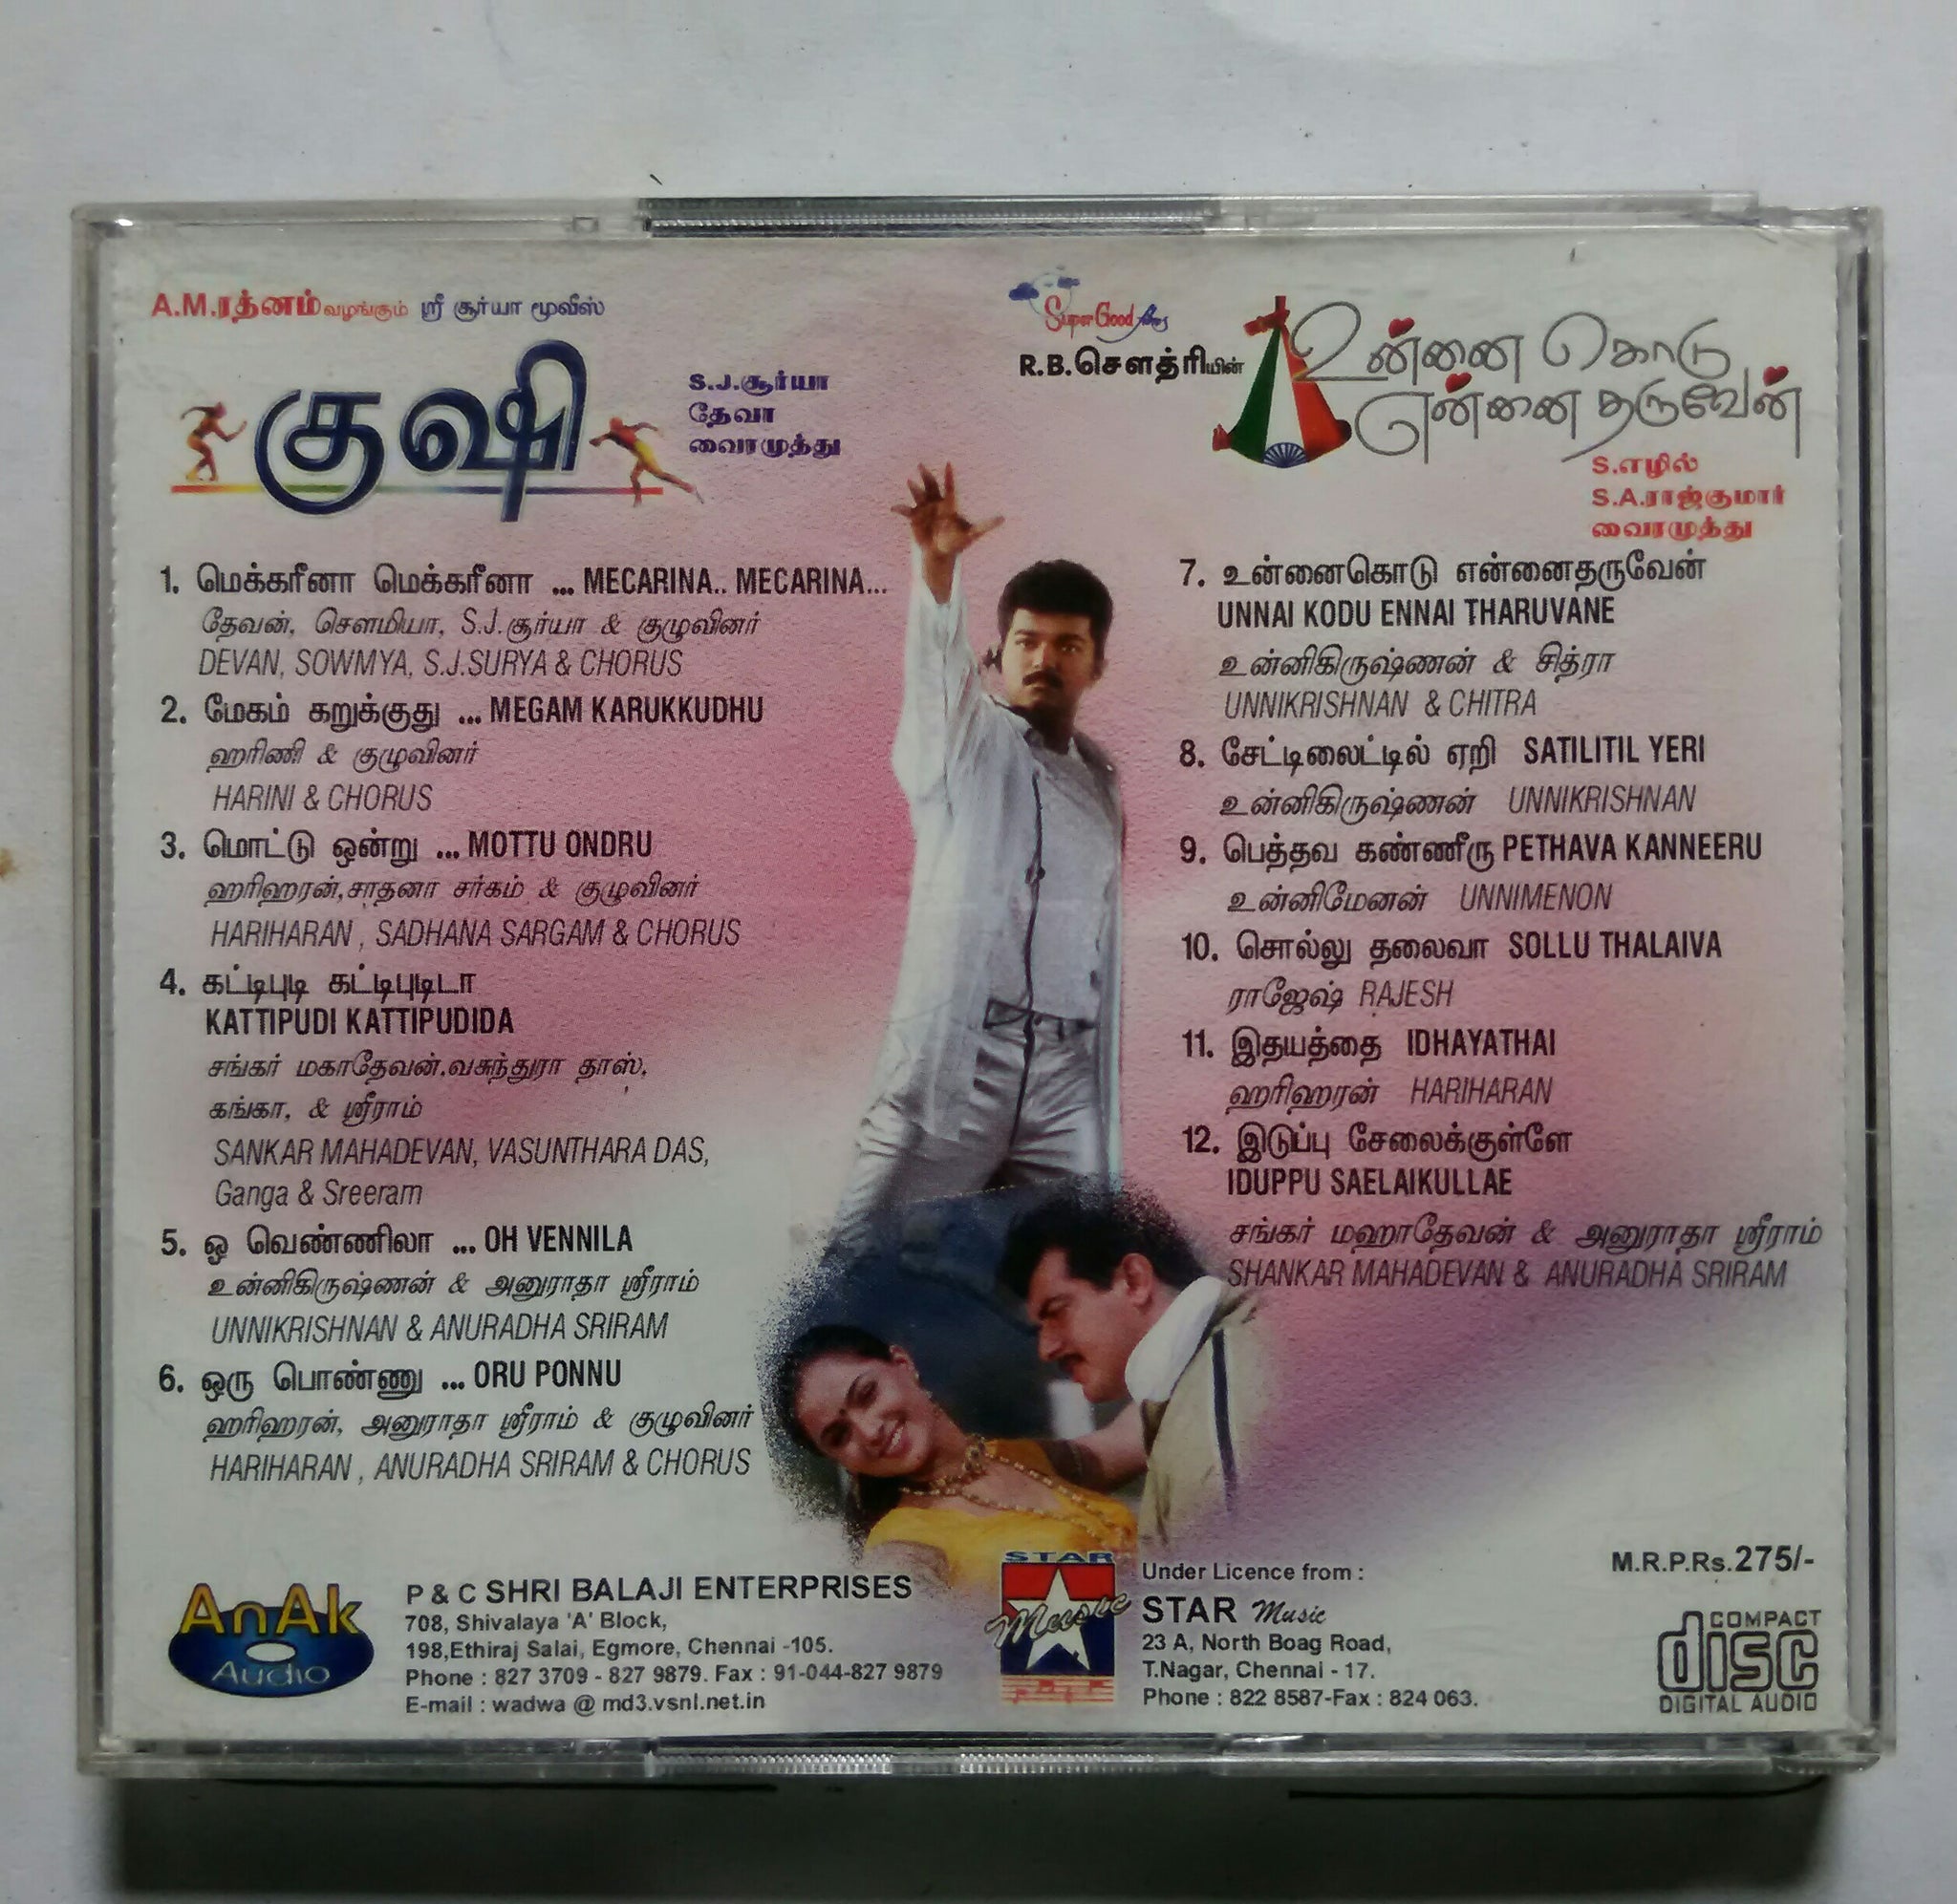 A.M.ரத்னம் வழங்கும் ஸ்ரீ சூர்யா மூவீஸ்
குஷி
S.J.சூர்யா
தேவா
வைரமுத்து
1. மெக்கரீனா மெக்கரீனா ... MECARINA.. MECARINA...
தேவன், சௌமியா, S.J.சூர்யா & குழுவினர்
DEVAN, SOWMYA, S.J.SURYA & CHORUS
2. மேகம் கறுக்குது ... MEGAM KARUKKUDHU
ஹரிணி & குழுவினர்
HARINI & CHORUS
3. மொட்டு ஒன்று ... MOTTU ONDRU
ஹரிஹரன்,சாதனா சர்கம் & குழுவினர்
HARIHARAN , SADHANA SARGAM & CHORUS
4. கட்டிபுடி கட்டிபுடிடா
KATTIPUDI KATTIPUDIDA
சங்கர் மகாதேவன்.வசுந்துரா தாஸ்,
கங்கா, & ஸ்ரீராம்
SANKAR MAHADEVAN, VASUNTHARA DAS,
Ganga & Sreeram
5. ஓ வெண்ணிலா ... OH VENNILA
உன்னிகிருஷ்ணன் & அனுராதா ஸ்ரீராம்
UNNIKRISHNAN & ANURADHA SRIRAM
6. ஒரு பொண்ணு ... ORU PONNU
ஹரிஹரன், அனுராதா ஸ்ரீராம் & குழுவினர்
HARIHARAN , ANURADHA SRIRAM & CHORUS
Super Good Films
R.B.சௌத்ரியின்
உன்னை கொடு
என்னை தருவேன்
S.எழில்
S.A.ராஜ்குமார்
வைரமுத்து
7. உன்னைகொடு என்னைதருவேன்
UNNAI KODU ENNAI THARUVANE
உன்னிகிருஷ்ணன் & சித்ரா
UNNIKRISHNAN & CHITRA
8. சேட்டிலைட்டில் ஏறி SATILITIL YERI
உன்னிகிருஷ்ணன் UNNIKRISHNAN
9. பெத்தவ கண்ணீரு PETHAVA KANNEERU
உன்னிமேனன் UNNIMENON
10. சொல்லு தலைவா SOLLU THALAIVA
ராஜேஷ் RAJESH
11. இதயத்தை IDHAYATHAI
ஹரிஹரன் HARIHARAN
12. இடுப்பு சேலைக்குள்ளே
IDUPPU SAELAIKULLAE
சங்கர் மஹாதேவன் & அனுராதா ஸ்ரீராம்
SHANKAR MAHADEVAN & ANURADHA SRIRAM
AnAk
Audio
P & C SHRI BALAJI ENTERPRISES
708, Shivalaya 'A' Block,
198,Ethiraj Salai, Egmore, Chennai -105.
Phone : 827 3709 - 827 9879. Fax : 91-044-827 9879
E-mail : wadwa @ md3.vsnl.net.in
STAR
Music
Under Licence from :
STAR Music
23 A, North Boag Road,
T.Nagar, Chennai - 17.
Phone : 822 8587-Fax : 824 063.
M.R.P.Rs.275/-
COMPACT
disc
DIGITAL AUDIO